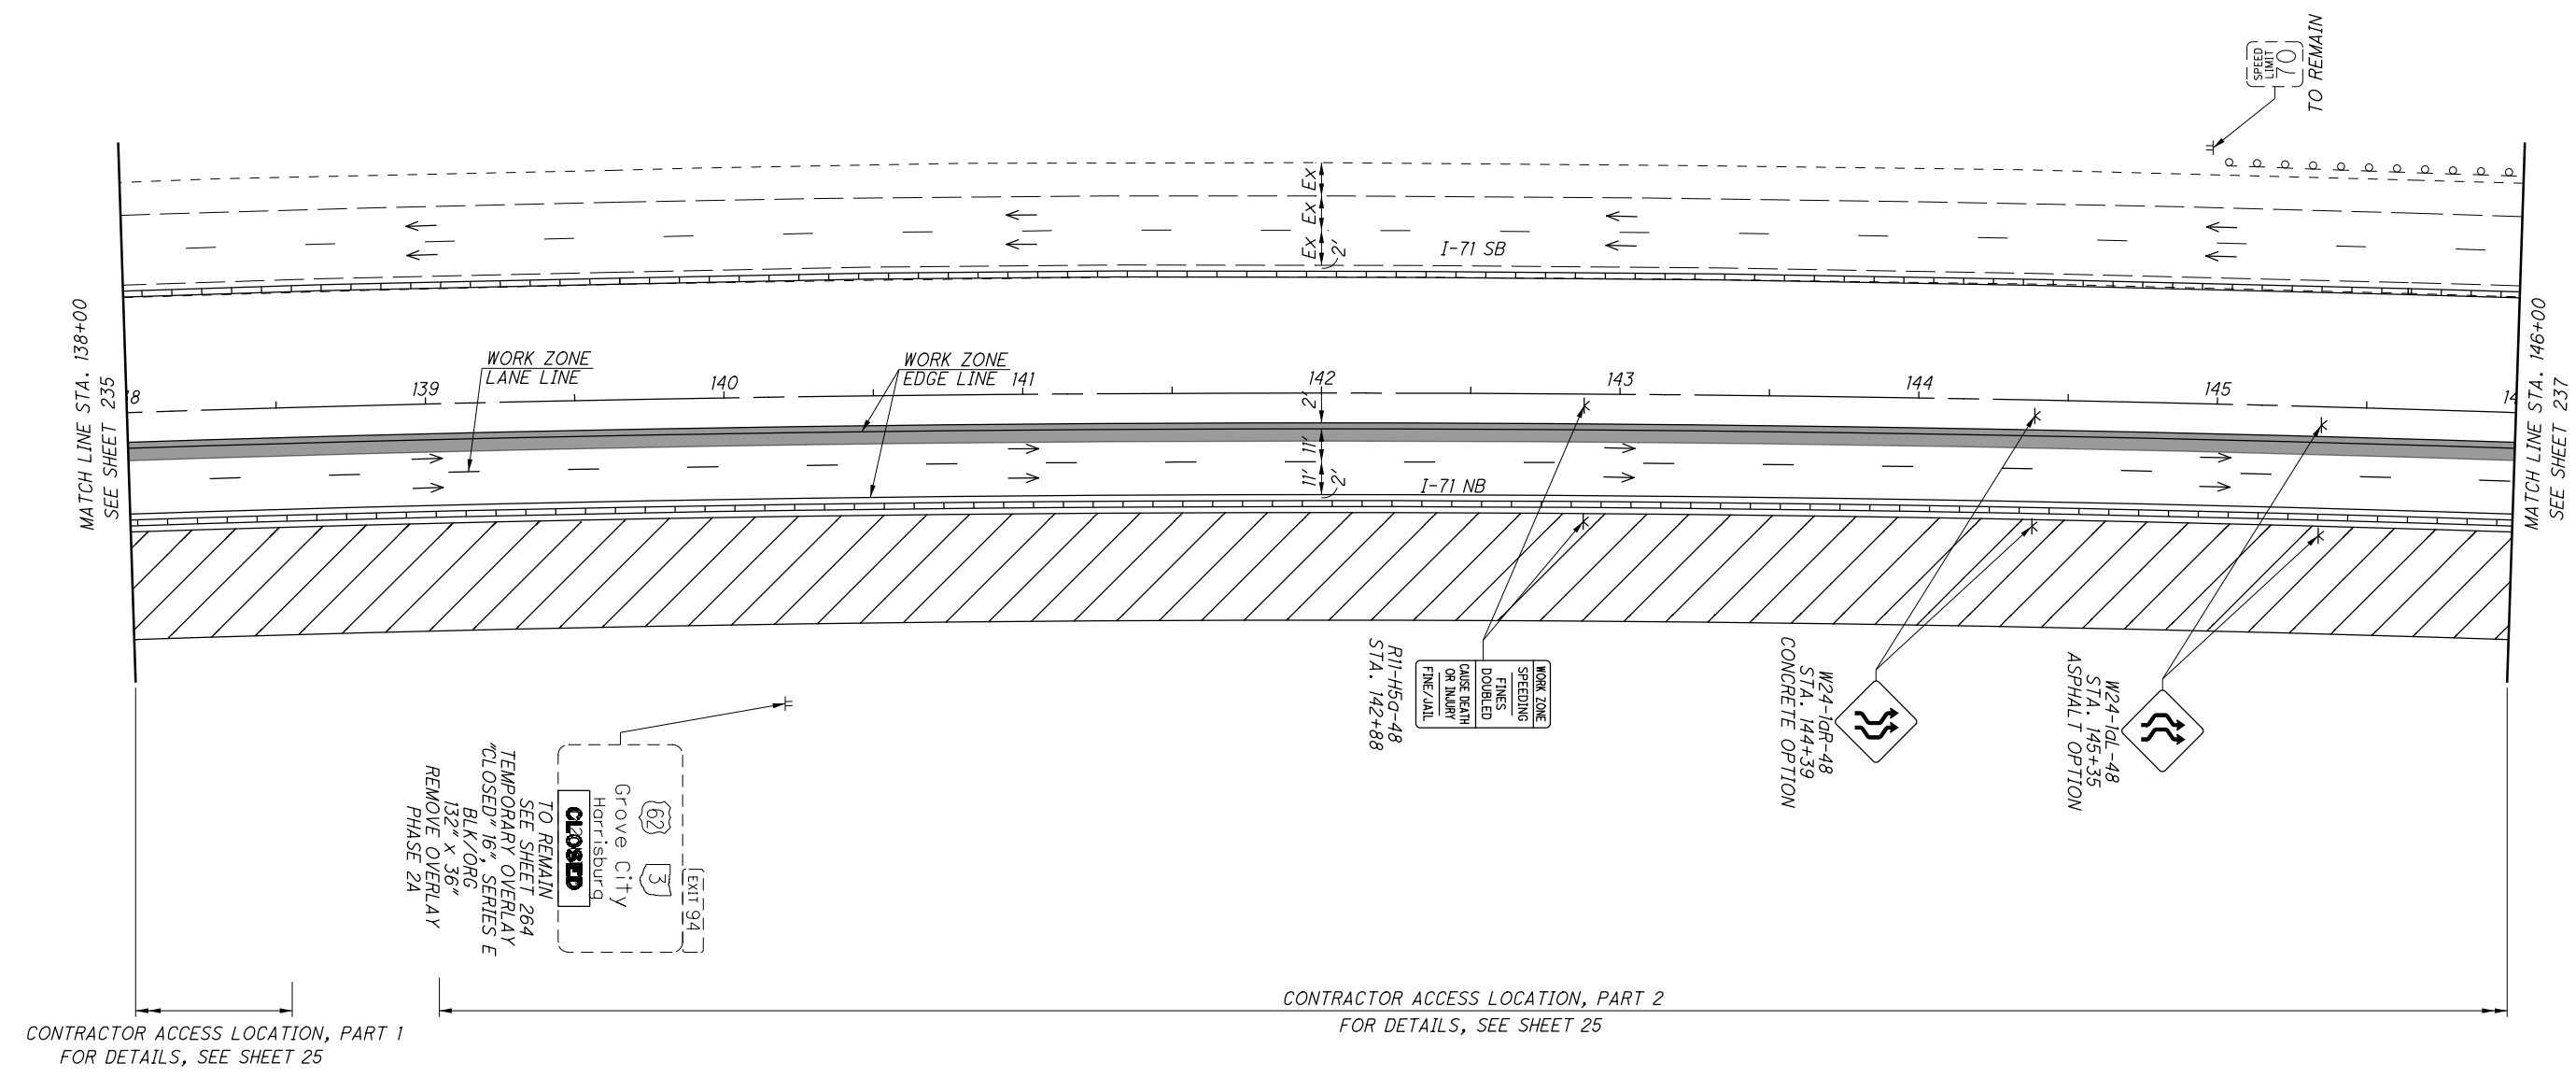 SPEED
LIMIT
70
TO REMAIN
Ex
Ex
Ex
2'
I-71 SB
MATCH LINE STA. 138+00
SEE SHEET 235
MATCH LINE STA. 146+00
SEE SHEET 237
WORK ZONE
LANE LINE
WORK ZONE
EDGE LINE
38
139
140
141
142
143
144
145
14
2'
11'
11'
2'
I-71 NB
R11-H5a-48
STA. 142+88
WORK ZONE
SPEEDING
FINES
DOUBLED
CAUSE DEATH
OR INJURY
FINE/JAIL
W24-1aR-48
STA. 144+39
CONCRETE OPTION
W24-1aL-48
STA. 145+35
ASPHALT OPTION
EXIT 94
62 3
Grove City
Harrisburg
CLOSED
TO REMAIN
SEE SHEET 264
TEMPORARY OVERLAY
"CLOSED" 16", SERIES E
BLK/ORG
132" x 36"
REMOVE OVERLAY
PHASE 2A
CONTRACTOR ACCESS LOCATION, PART 1
FOR DETAILS, SEE SHEET 25
CONTRACTOR ACCESS LOCATION, PART 2
FOR DETAILS, SEE SHEET 25